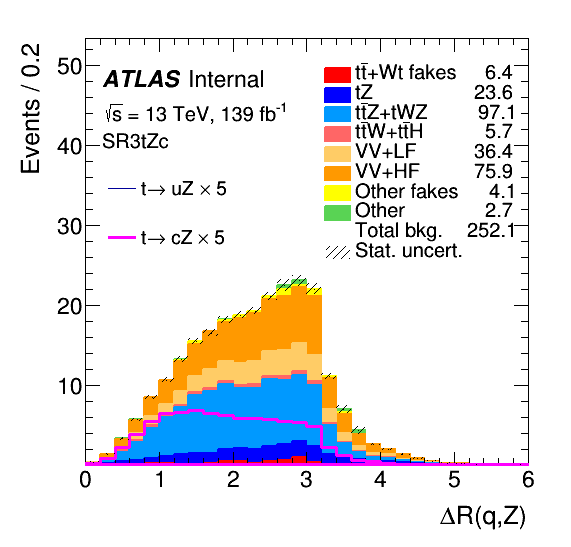 Events / 0.2
50
40
30
20
10
ATLAS Internal
√s = 13 TeV, 139 fb⁻¹
SR3tZc
t→ uZ × 5
t→ cZ × 5
tt̄+Wt fakes 6.4
tZ 23.6
tt̄Z+tWZ 97.1
tt̄W+tt̄H 5.7
VV+LF 36.4
VV+HF 75.9
Other fakes 4.1
Other 2.7
Total bkg. 252.1
Stat. uncert.
0 1 2 3 4 5 6
ΔR(q,Z)